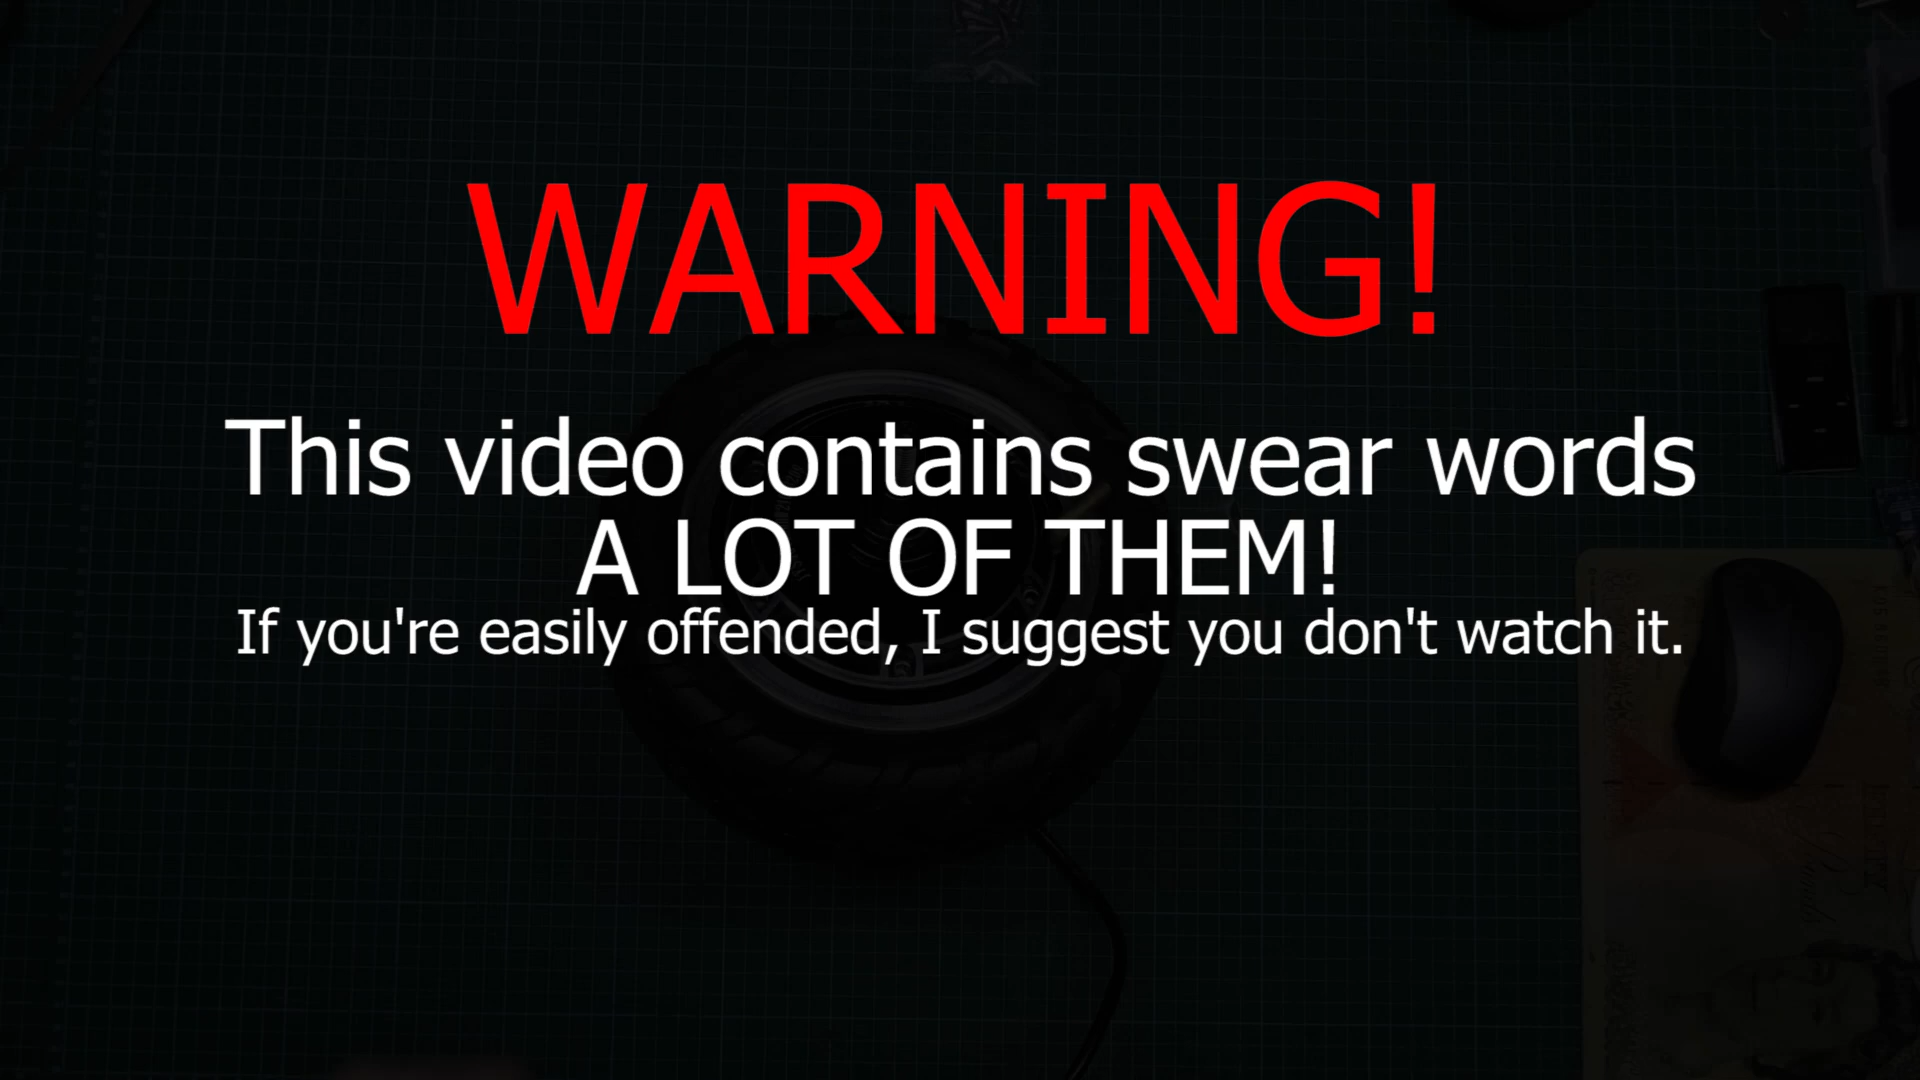 WARNING!
This video contains swear words
A LOT OF THEM!
If you're easily offended, I suggest you don't watch it.